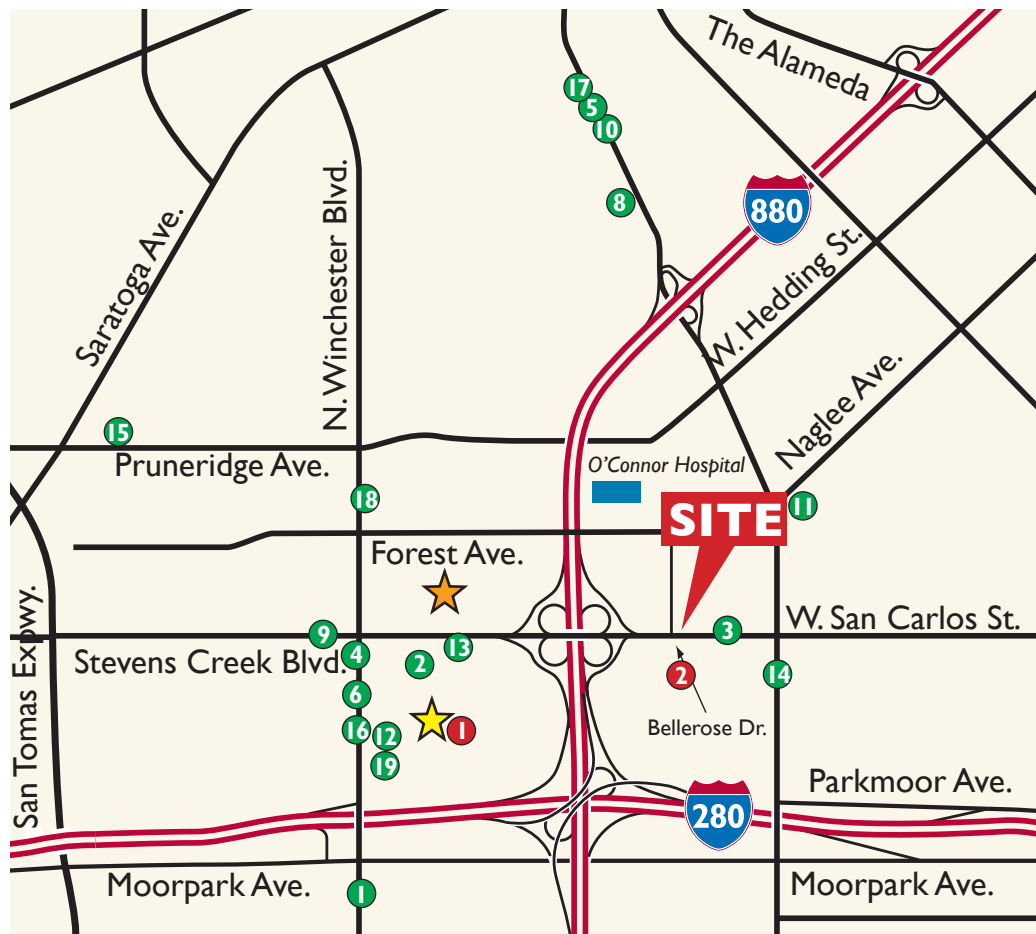 The Alameda
17
5
10
8
880
Saratoga Ave.
N. Winchester Blvd.
W. Hedding St.
Naglee Ave.
15
Pruneridge Ave.
O'Connor Hospital
18
11
SITE
Forest Ave.
San Tomas Expwy.
9
13
3
W. San Carlos St.
Stevens Creek Blvd.
4
2
2
14
6
Bellerose Dr.
16
12
1
19
Parkmoor Ave.
280
Moorpark Ave.
1
Moorpark Ave.